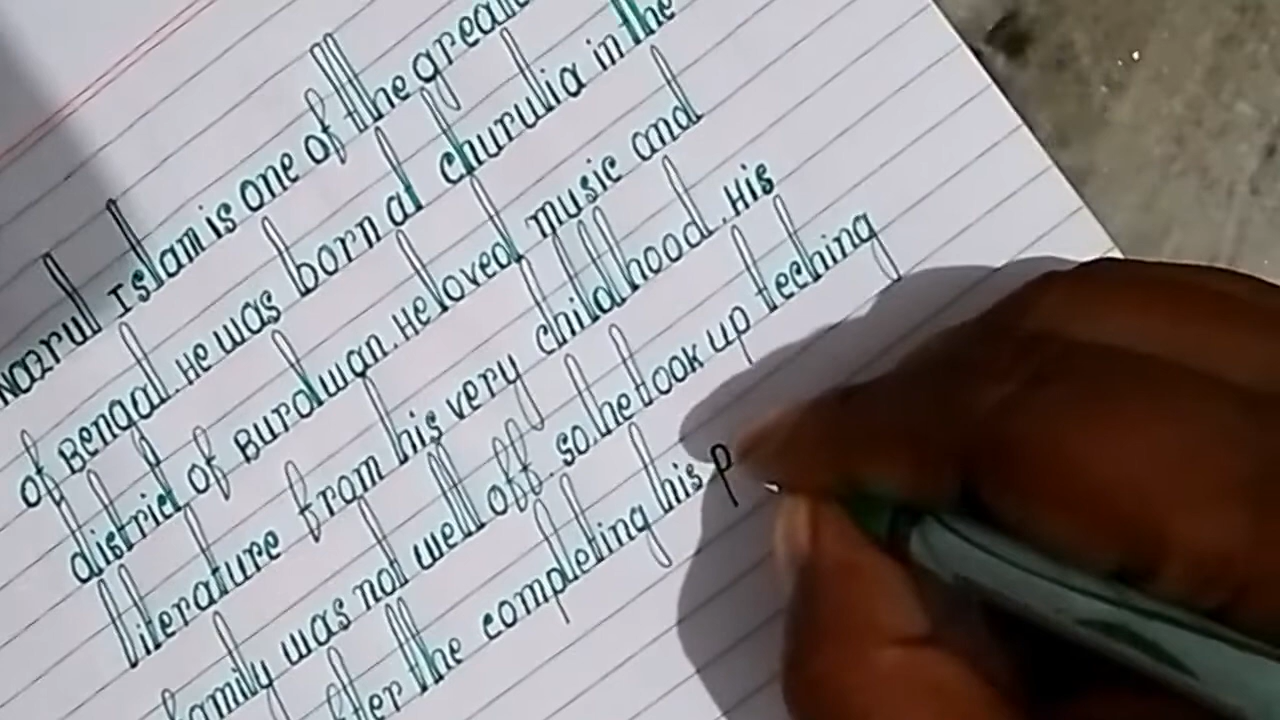 Nazrul Islam is one of the great
of Bengal. He was born at churulia in the
district of Burdwan. He loved music and
literature from his very childhood. His
family was not well off. so he took up teching
after the completing his p